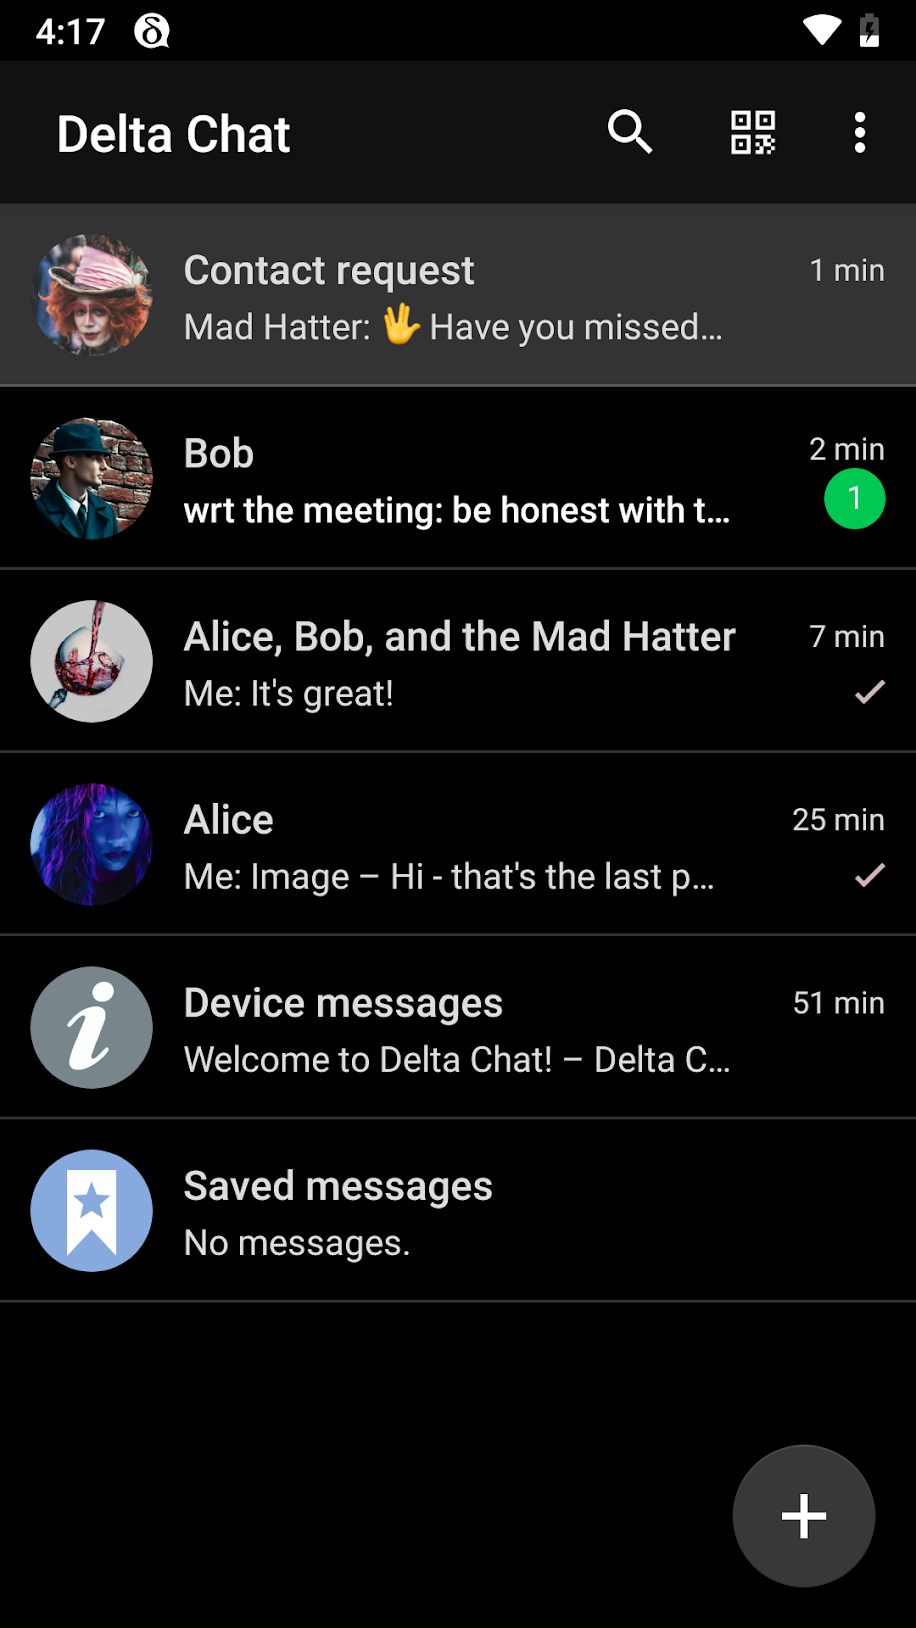 4:17
Delta Chat
Contact request 1 min
Mad Hatter: 🖖 Have you missed…
Bob 2 min
wrt the meeting: be honest with t… 1
Alice, Bob, and the Mad Hatter 7 min
Me: It's great!
Alice 25 min
Me: Image – Hi - that's the last p…
Device messages 51 min
Welcome to Delta Chat! – Delta C…
Saved messages
No messages.